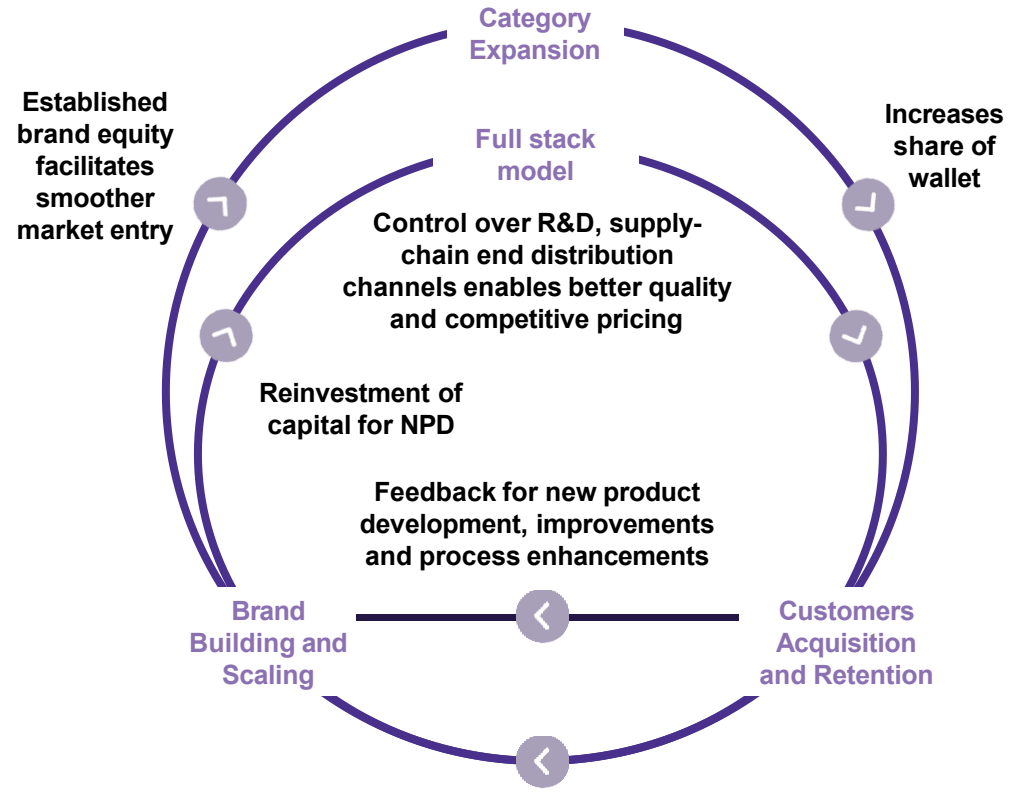 Category
Expansion
Established
brand equity
facilitates
smoother
market entry
Increases
share of
wallet
Full stack
model
Control over R&D, supply-
chain end distribution
channels enables better quality
and competitive pricing
Reinvestment of
capital for NPD
Feedback for new product
development, improvements
and process enhancements
Brand
Building and
Scaling
Customers
Acquisition
and Retention